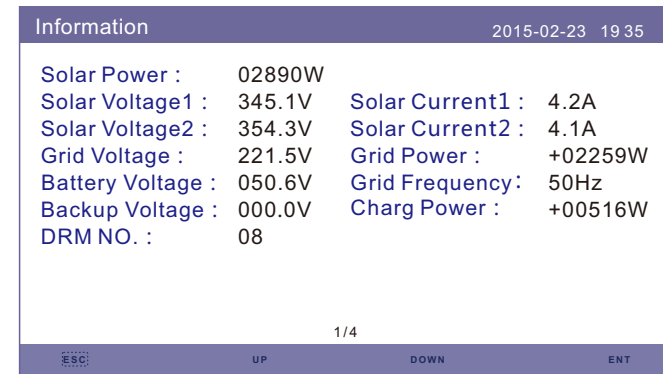 Information 2015-02-23 19 35
Solar Power : 02890W
Solar Voltage1 : 345.1V Solar Current1 : 4.2A
Solar Voltage2 : 354.3V Solar Current2 : 4.1A
Grid Voltage : 221.5V Grid Power : +02259W
Battery Voltage : 050.6V Grid Frequency: 50Hz
Backup Voltage : 000.0V Charg Power : +00516W
DRM NO. : 08
1/4
ESC UP DOWN ENT